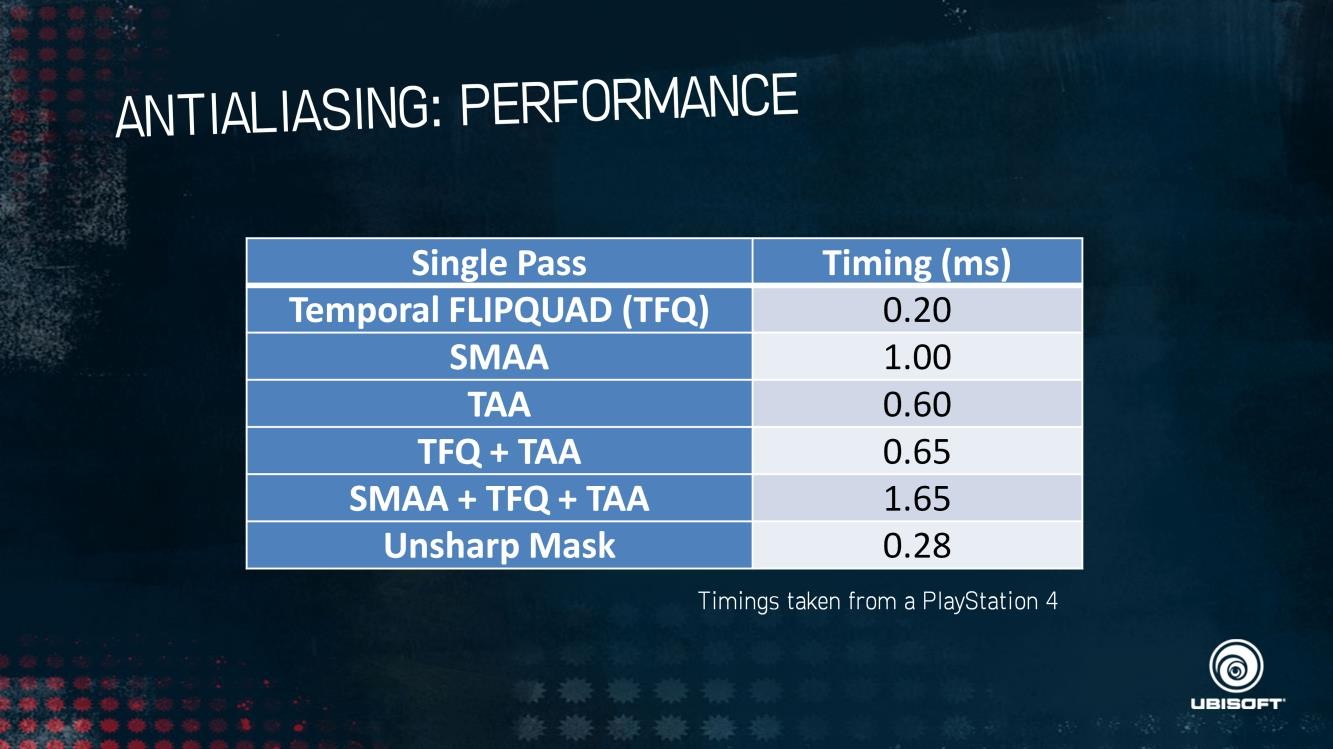 ANTIALIASING: PERFORMANCE
Single Pass Timing (ms)
Temporal FLIPQUAD (TFQ) 0.20
SMAA 1.00
TAA 0.60
TFQ + TAA 0.65
SMAA + TFQ + TAA 1.65
Unsharp Mask 0.28
Timings taken from a PlayStation 4
UBISOFT